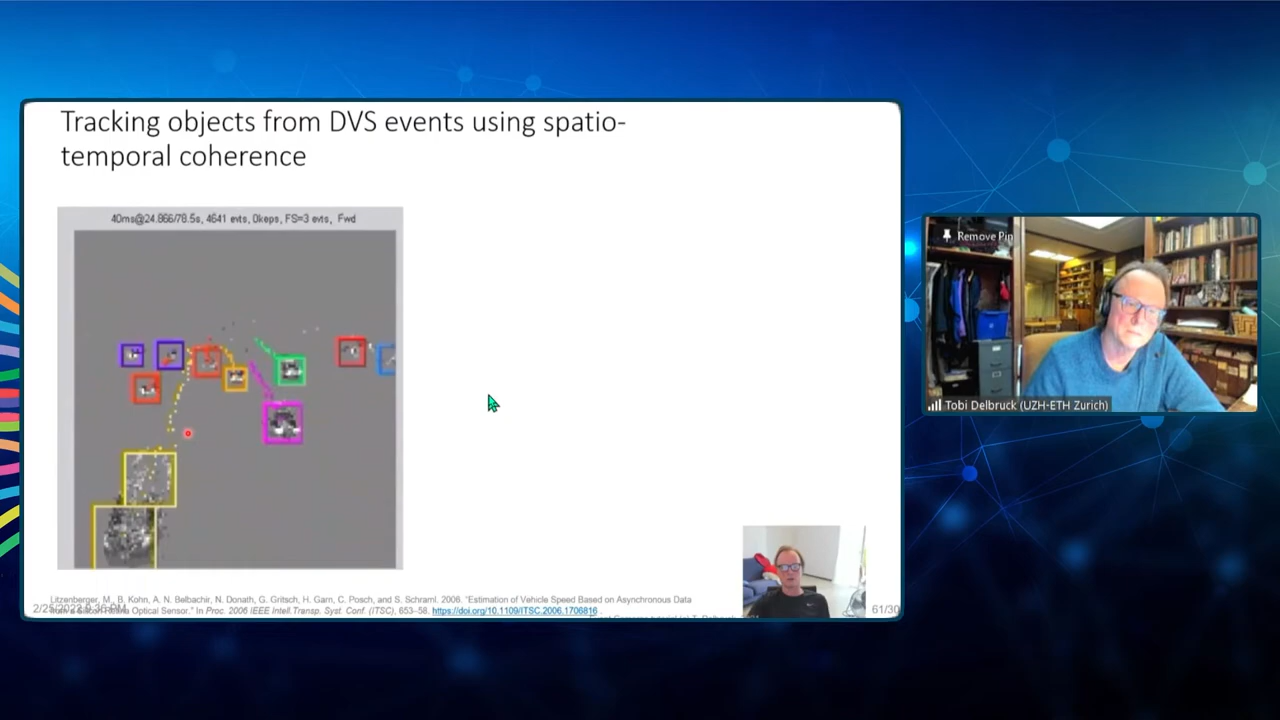 Tracking objects from DVS events using spatio-
temporal coherence
40ms@24.866/78.5s, 4641 evts, 0keps, FS=3 evts, Fwd
Remove Pin
Tobi Delbruck (UZH-ETH Zurich)
Litzenberger, M., B. Kohn, A. N. Belbachir, N. Donath, G. Gritsch, H. Garn, C. Posch, and S. Schraml. 2006. "Estimation of Vehicle Speed Based on Asynchronous Data
Optical Sensor." In Proc. 2006 IEEE Intell.Transp. Syst. Conf. (ITSC), 653–58. https://doi.org/10.1109/ITSC.2006.1706816 .
61/30